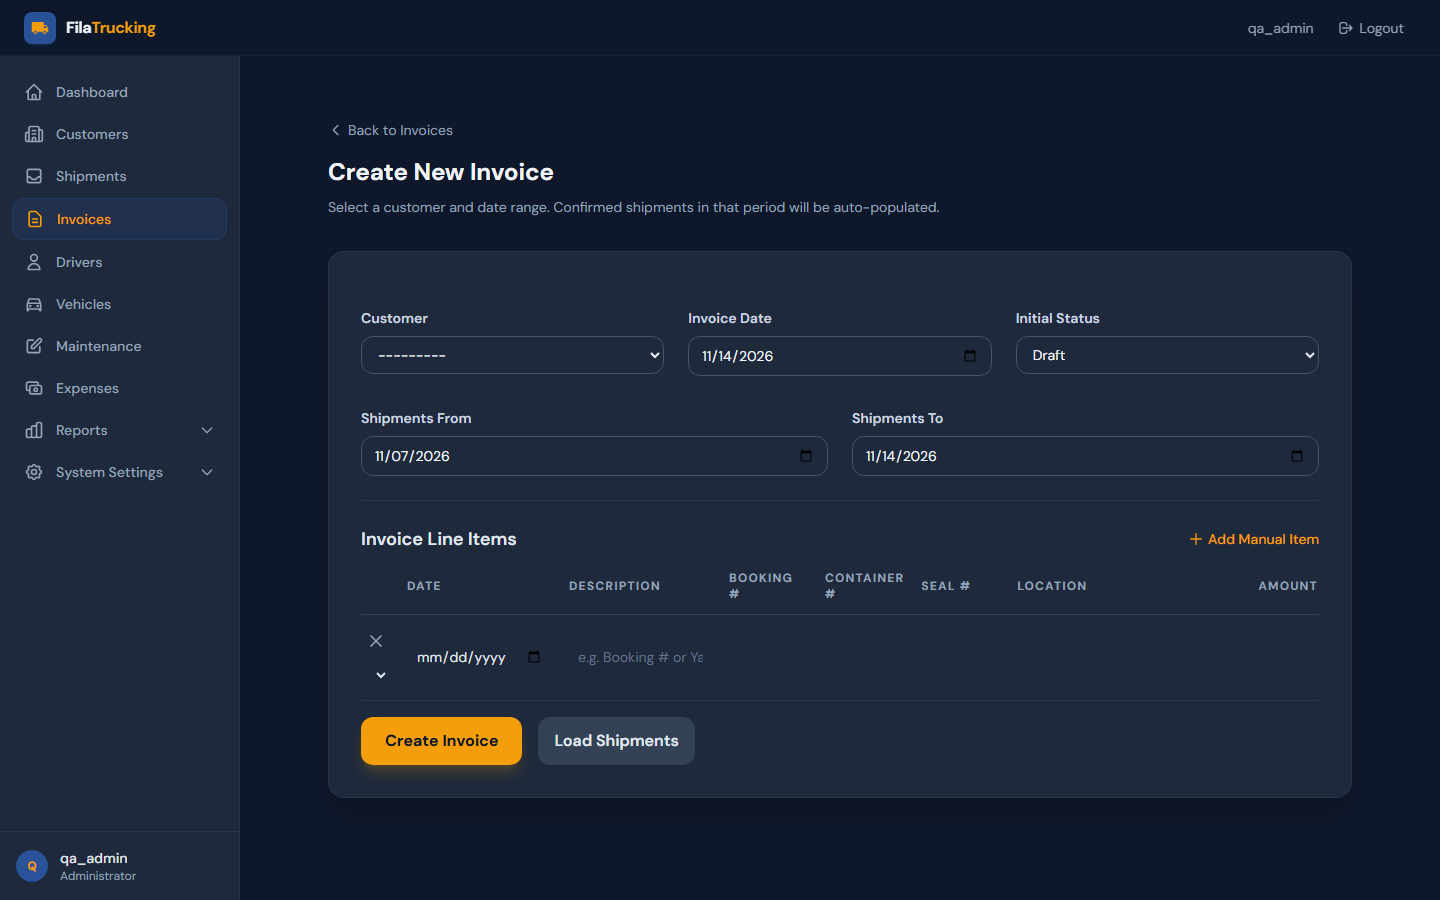 FilaTrucking
qa_admin
Logout
Dashboard
Customers
Shipments
Invoices
Drivers
Vehicles
Maintenance
Expenses
Reports
System Settings
Q
qa_admin
Administrator
Back to Invoices
Create New Invoice
Select a customer and date range. Confirmed shipments in that period will be auto-populated.
Customer
Invoice Date
Initial Status
---------
11/14/2026
Draft
Shipments From
Shipments To
11/07/2026
11/14/2026
Invoice Line Items
Add Manual Item
DATE
DESCRIPTION
BOOKING #
CONTAINER #
SEAL #
LOCATION
AMOUNT
mm/dd/yyyy
e.g. Booking # or Ya
Create Invoice
Load Shipments